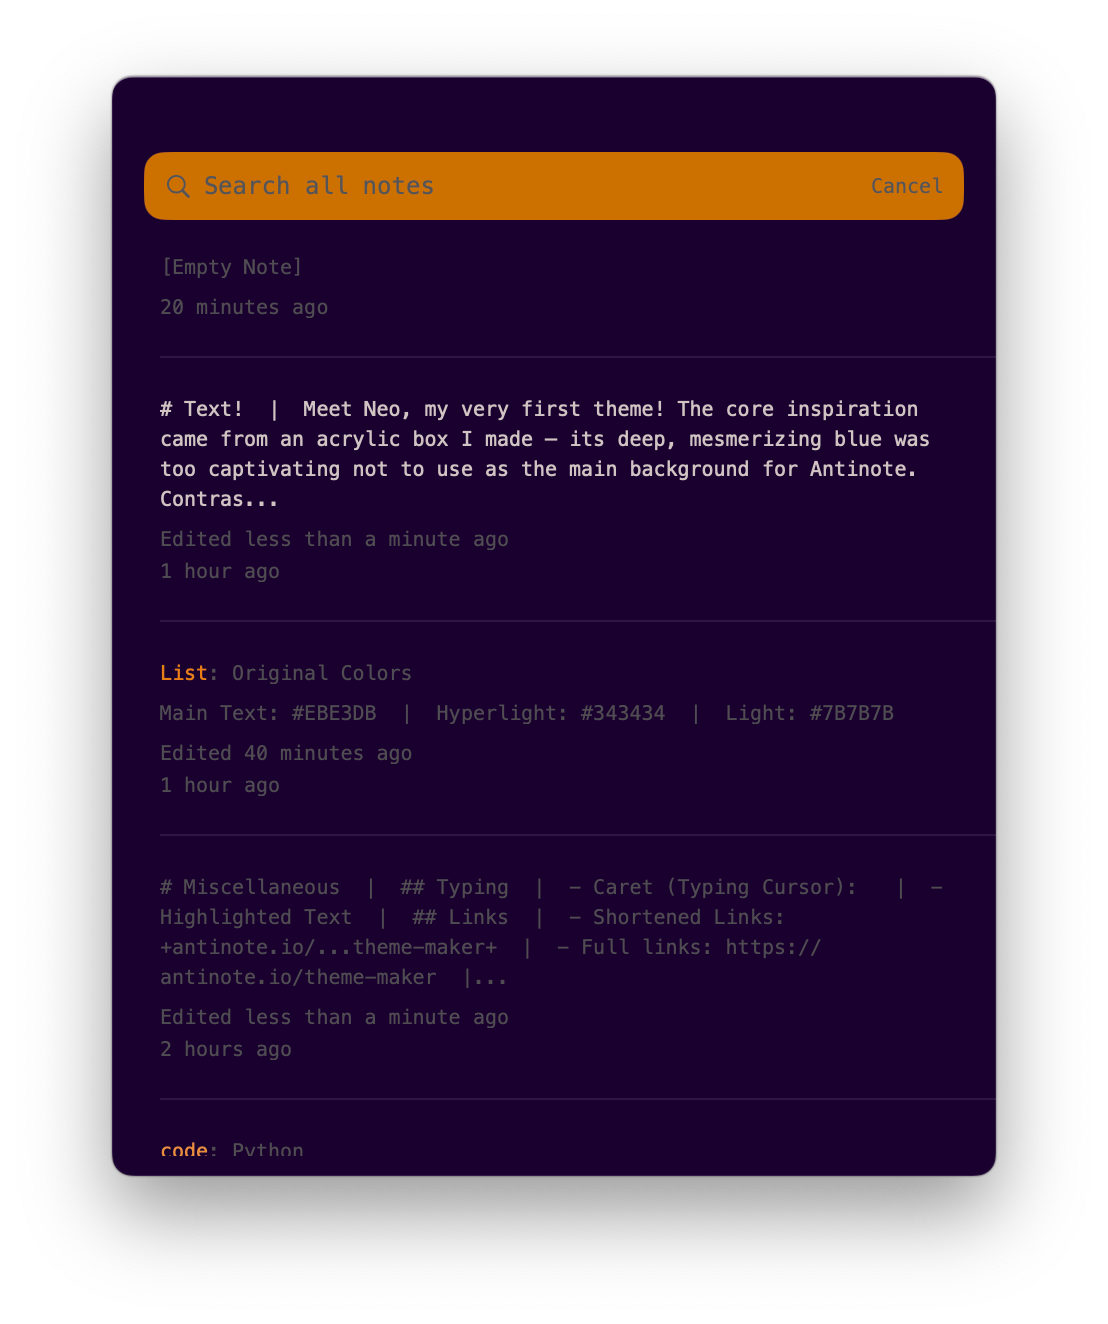 Search all notes Cancel
[Empty Note]
20 minutes ago
# Text!  |  Meet Neo, my very first theme! The core inspiration
came from an acrylic box I made – its deep, mesmerizing blue was
too captivating not to use as the main background for Antinote.
Contras...
Edited less than a minute ago
1 hour ago
List: Original Colors
Main Text: #EBE3DB  |  Hyperlight: #343434  |  Light: #7B7B7B
Edited 40 minutes ago
1 hour ago
# Miscellaneous  |  ## Typing  |  – Caret (Typing Cursor):   |  –
Highlighted Text  |  ## Links  |  – Shortened Links:
+antinote.io/...theme–maker+  |  – Full links: https://
antinote.io/theme–maker  |...
Edited less than a minute ago
2 hours ago
code: Python